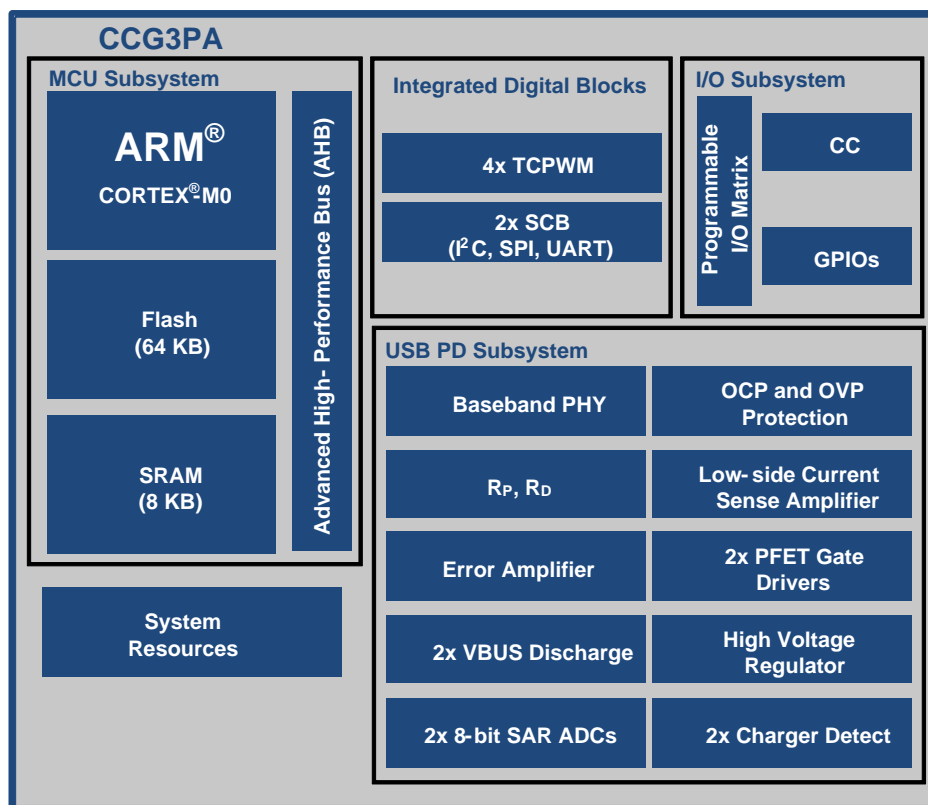 CCG3PA
MCU Subsystem
ARM®
CORTEX®-M0
Flash
(64 KB)
SRAM
(8 KB)
Advanced High- Performance Bus (AHB)
System
Resources
Integrated Digital Blocks
4x TCPWM
2x SCB
(I²C, SPI, UART)
I/O Subsystem
Programmable
I/O Matrix
CC
GPIOs
USB PD Subsystem
Baseband PHY
OCP and OVP
Protection
RP, RD
Low-side Current
Sense Amplifier
Error Amplifier
2x PFET Gate
Drivers
2x VBUS Discharge
High Voltage
Regulator
2x 8-bit SAR ADCs
2x Charger Detect